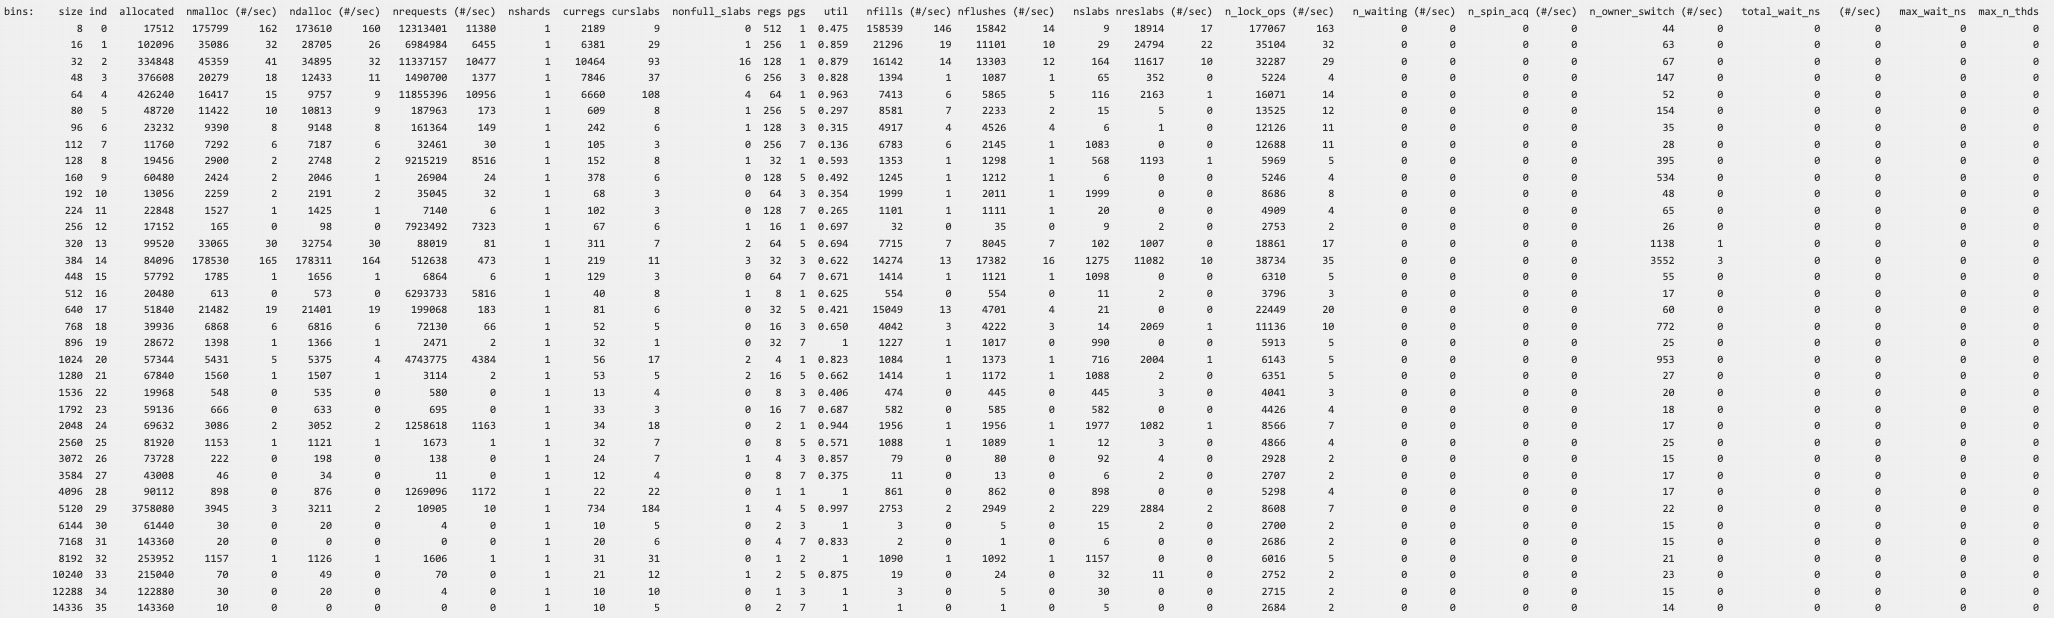 bins: size ind allocated nmalloc (#/sec) ndalloc (#/sec) nrequests (#/sec) nshards curregs curslabs nonfull_slabs regs pgs util nfills (#/sec) nflushes (#/sec) nslabs nreslabs (#/sec) n_lock_ops (#/sec) n_waiting (#/sec) n_spin_acq (#/sec) n_owner_switch (#/sec) total_wait_ns (#/sec) max_wait_ns max_n_thds
8 0 17512 175799 162 173610 160 12313401 11380 1 2189 9 0 512 1 0.475 158539 146 15842 14 9 18914 17 177067 163 0 0 0 0 44 0 0 0 0 0
16 1 102096 35086 32 28705 26 6984984 6455 1 6381 29 1 256 1 0.859 21296 19 11101 10 29 24794 22 35104 32 0 0 0 0 63 0 0 0 0 0
32 2 334848 45359 41 34895 32 11337157 10477 1 10464 93 16 128 1 0.879 16142 14 13303 12 164 11617 10 32287 29 0 0 0 0 67 0 0 0 0 0
48 3 376608 20279 18 12433 11 1490700 1377 1 7846 37 6 256 3 0.828 1394 1 1087 1 65 352 0 5224 4 0 0 0 0 147 0 0 0 0 0
64 4 426240 16417 15 9757 9 11855396 10956 1 6660 108 4 64 1 0.963 7413 6 5865 5 116 2163 1 16071 14 0 0 0 0 52 0 0 0 0 0
80 5 48720 11422 10 10813 9 187963 173 1 609 8 1 256 5 0.297 8581 7 2233 2 15 5 0 13525 12 0 0 0 0 154 0 0 0 0 0
96 6 23232 9390 8 9148 8 161364 149 1 242 6 1 128 3 0.315 4917 4 4526 4 6 1 0 12126 11 0 0 0 0 35 0 0 0 0 0
112 7 11760 7292 6 7187 6 32461 30 1 105 3 0 256 7 0.136 6783 6 2145 1 1083 0 0 12688 11 0 0 0 0 28 0 0 0 0 0
128 8 19456 2900 2 2748 2 9215219 8516 1 152 8 1 32 1 0.593 1353 1 1298 1 568 1193 1 5969 5 0 0 0 0 395 0 0 0 0 0
160 9 60480 2424 2 2046 1 26904 24 1 378 6 0 128 5 0.492 1245 1 1212 1 6 0 0 5246 4 0 0 0 0 534 0 0 0 0 0
192 10 13056 2259 2 2191 2 35045 32 1 68 3 0 64 3 0.354 1999 1 2011 1 1999 0 0 8686 8 0 0 0 0 48 0 0 0 0 0
224 11 22848 1527 1 1425 1 7140 6 1 102 3 0 128 7 0.265 1101 1 1111 1 20 0 0 4909 4 0 0 0 0 65 0 0 0 0 0
256 12 17152 165 0 98 0 7923492 7323 1 67 6 1 16 1 0.697 32 0 35 0 9 2 0 2753 2 0 0 0 0 26 0 0 0 0 0
320 13 99520 33065 30 32754 30 88019 81 1 311 7 2 64 5 0.694 7715 7 8045 7 102 1007 0 18861 17 0 0 0 0 1138 1 0 0 0 0
384 14 84096 178530 165 178311 164 512638 473 1 219 11 3 32 3 0.622 14274 13 17382 16 1275 11082 10 38734 35 0 0 0 0 3552 3 0 0 0 0
448 15 57792 1785 1 1656 1 6864 6 1 129 3 0 64 7 0.671 1414 1 1121 1 1098 0 0 6310 5 0 0 0 0 55 0 0 0 0 0
512 16 20480 613 0 573 0 6293733 5816 1 40 8 1 8 1 0.625 554 0 554 0 11 2 0 3796 3 0 0 0 0 17 0 0 0 0 0
640 17 51840 21482 19 21401 19 199068 183 1 81 6 0 32 5 0.421 15049 13 4701 4 21 0 0 22449 20 0 0 0 0 60 0 0 0 0 0
768 18 39936 6868 6 6816 6 72130 66 1 52 5 0 16 3 0.650 4042 3 4222 3 14 2069 1 11136 10 0 0 0 0 772 0 0 0 0 0
896 19 28672 1398 1 1366 1 2471 2 1 32 1 0 32 7 1 1227 1 1017 0 990 0 0 5913 5 0 0 0 0 25 0 0 0 0 0
1024 20 57344 5431 5 5375 4 4743775 4384 1 56 17 2 4 1 0.823 1084 1 1373 1 716 2004 1 6143 5 0 0 0 0 953 0 0 0 0 0
1280 21 67840 1560 1 1507 1 3114 2 1 53 5 2 16 5 0.662 1414 1 1172 1 1088 2 0 6351 5 0 0 0 0 27 0 0 0 0 0
1536 22 19968 548 0 535 0 580 0 1 13 4 0 8 3 0.406 474 0 445 0 445 3 0 4041 3 0 0 0 0 20 0 0 0 0 0
1792 23 59136 666 0 633 0 695 0 1 33 3 0 16 7 0.687 582 0 585 0 582 0 0 4426 4 0 0 0 0 18 0 0 0 0 0
2048 24 69632 3086 2 3052 2 1258618 1163 1 34 18 0 2 1 0.944 1956 1 1956 1 1977 1082 1 8566 7 0 0 0 0 17 0 0 0 0 0
2560 25 81920 1153 1 1121 1 1673 1 1 32 7 0 8 5 0.571 1088 1 1089 1 12 3 0 4866 4 0 0 0 0 25 0 0 0 0 0
3072 26 73728 222 0 198 0 138 0 1 24 7 1 4 3 0.857 79 0 80 0 92 4 0 2928 2 0 0 0 0 15 0 0 0 0 0
3584 27 43008 46 0 34 0 11 0 1 12 4 0 8 7 0.375 11 0 13 0 6 2 0 2707 2 0 0 0 0 17 0 0 0 0 0
4096 28 90112 898 0 876 0 1269096 1172 1 22 22 0 1 1 1 861 0 862 0 898 0 0 5298 4 0 0 0 0 17 0 0 0 0 0
5120 29 3758080 3945 3 3211 2 10905 10 1 734 184 1 4 5 0.997 2753 2 2949 2 229 2884 2 8608 7 0 0 0 0 22 0 0 0 0 0
6144 30 61440 30 0 20 0 4 0 1 10 5 0 2 3 1 3 0 5 0 15 2 0 2700 2 0 0 0 0 15 0 0 0 0 0
7168 31 143360 20 0 0 0 0 0 1 20 6 0 4 7 0.833 2 0 1 0 6 0 0 2686 2 0 0 0 0 15 0 0 0 0 0
8192 32 253952 1157 1 1126 1 1606 1 1 31 31 0 1 2 1 1090 1 1092 1 1157 0 0 6016 5 0 0 0 0 21 0 0 0 0 0
10240 33 215040 70 0 49 0 70 0 1 21 12 1 2 5 0.875 19 0 24 0 32 11 0 2752 2 0 0 0 0 23 0 0 0 0 0
12288 34 122880 30 0 20 0 4 0 1 10 10 0 1 3 1 3 0 5 0 30 0 0 2715 2 0 0 0 0 15 0 0 0 0 0
14336 35 143360 10 0 0 0 0 0 1 10 5 0 2 7 1 1 0 1 0 5 0 0 2684 2 0 0 0 0 14 0 0 0 0 0